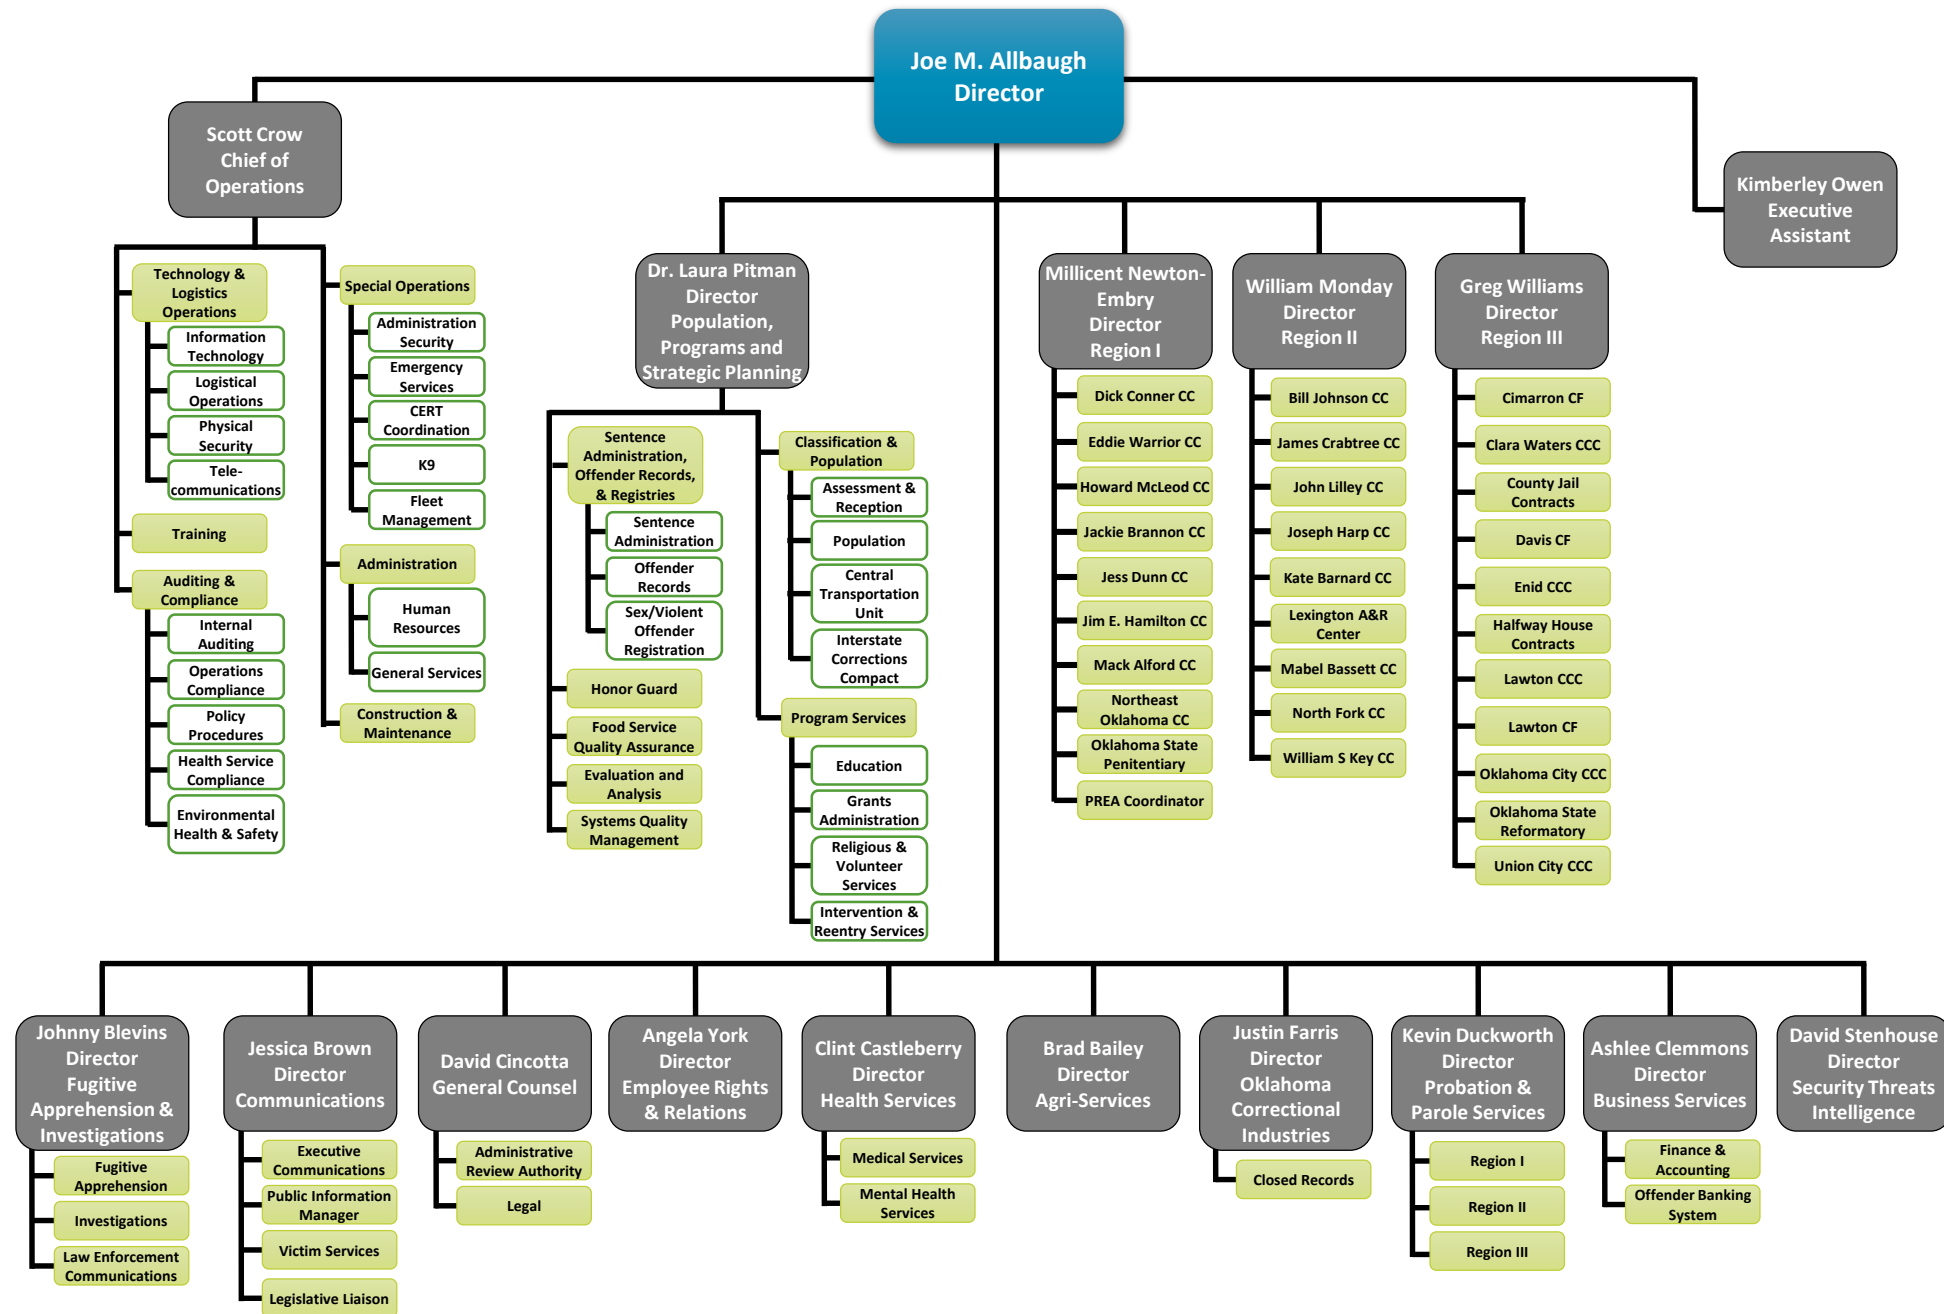 Joe M. Allbaugh
Director
Scott Crow
Chief of
Operations
Kimberley Owen
Executive
Assistant
Technology &
Logistics
Operations
Information
Technology
Logistical
Operations
Physical
Security
Tele-
communications
Training
Auditing &
Compliance
Internal
Auditing
Operations
Compliance
Policy
Procedures
Health Service
Compliance
Environmental
Health & Safety
Special Operations
Administration
Security
Emergency
Services
CERT
Coordination
K9
Fleet
Management
Administration
Human
Resources
General Services
Construction &
Maintenance
Dr. Laura Pitman
Director
Population,
Programs and
Strategic Planning
Sentence
Administration,
Offender Records,
& Registries
Sentence
Administration
Offender
Records
Sex/Violent
Offender
Registration
Honor Guard
Food Service
Quality Assurance
Evaluation and
Analysis
Systems Quality
Management
Classification &
Population
Assessment &
Reception
Population
Central
Transportation
Unit
Interstate
Corrections
Compact
Program Services
Education
Grants
Administration
Religious &
Volunteer
Services
Intervention &
Reentry Services
Millicent Newton-
Embry
Director
Region I
Dick Conner CC
Eddie Warrior CC
Howard McLeod CC
Jackie Brannon CC
Jess Dunn CC
Jim E. Hamilton CC
Mack Alford CC
Northeast
Oklahoma CC
Oklahoma State
Penitentiary
PREA Coordinator
William Monday
Director
Region II
Bill Johnson CC
James Crabtree CC
John Lilley CC
Joseph Harp CC
Kate Barnard CC
Lexington A&R
Center
Mabel Bassett CC
North Fork CC
William S Key CC
Greg Williams
Director
Region III
Cimarron CF
Clara Waters CCC
County Jail
Contracts
Davis CF
Enid CCC
Halfway House
Contracts
Lawton CCC
Lawton CF
Oklahoma City CCC
Oklahoma State
Reformatory
Union City CCC
Johnny Blevins
Director
Fugitive
Apprehension &
Investigations
Fugitive
Apprehension
Investigations
Law Enforcement
Communications
Jessica Brown
Director
Communications
Executive
Communications
Public Information
Manager
Victim Services
Legislative Liaison
David Cincotta
General Counsel
Administrative
Review Authority
Legal
Angela York
Director
Employee Rights
& Relations
Clint Castleberry
Director
Health Services
Medical Services
Mental Health
Services
Brad Bailey
Director
Agri-Services
Justin Farris
Director
Oklahoma
Correctional
Industries
Closed Records
Kevin Duckworth
Director
Probation &
Parole Services
Region I
Region II
Region III
Ashlee Clemmons
Director
Business Services
Finance &
Accounting
Offender Banking
System
David Stenhouse
Director
Security Threats
Intelligence